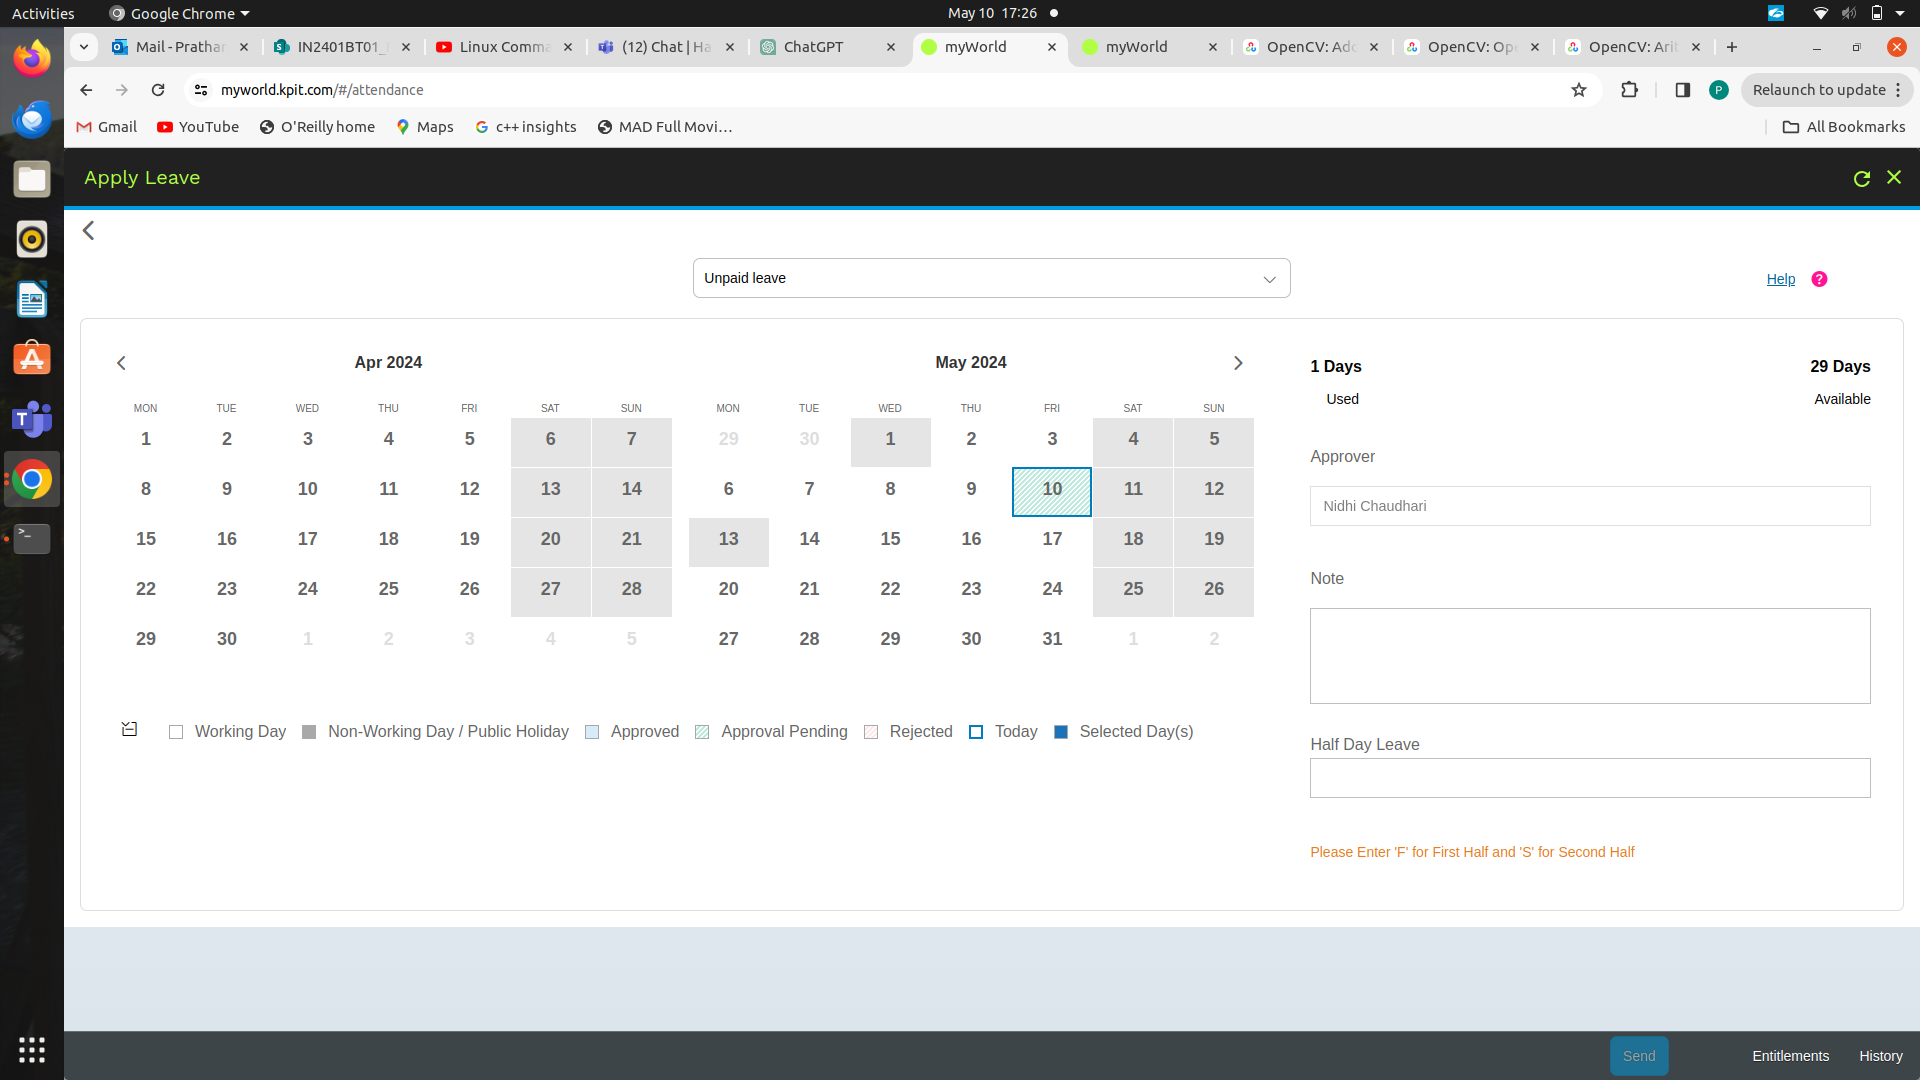 Activities
Google Chrome
May 10 17:26
Mail - Prathar
IN2401BT01_
Linux Comma
(12) Chat | Ha
ChatGPT
myWorld
myWorld
OpenCV: Add
OpenCV: Ope
OpenCV: Arit
myworld.kpit.com/#/attendance
P
Relaunch to update
Gmail
YouTube
O'Reilly home
Maps
c++ insights
MAD Full Movi...
All Bookmarks
Apply Leave
Unpaid leave
Help
?
Apr 2024
MON TUE WED THU FRI SAT SUN
1 2 3 4 5 6 7
8 9 10 11 12 13 14
15 16 17 18 19 20 21
22 23 24 25 26 27 28
29 30 1 2 3 4 5
May 2024
MON TUE WED THU FRI SAT SUN
29 30 1 2 3 4 5
6 7 8 9 10 11 12
13 14 15 16 17 18 19
20 21 22 23 24 25 26
27 28 29 30 31 1 2
Working Day
Non-Working Day / Public Holiday
Approved
Approval Pending
Rejected
Today
Selected Day(s)
1 Days
Used
29 Days
Available
Approver
Nidhi Chaudhari
Note
Half Day Leave
Please Enter 'F' for First Half and 'S' for Second Half
Send
Entitlements
History